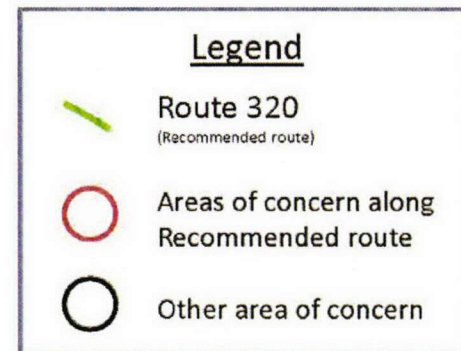 Legend
Route 320
(Recommended route)
Areas of concern along
Recommended route
Other area of concern